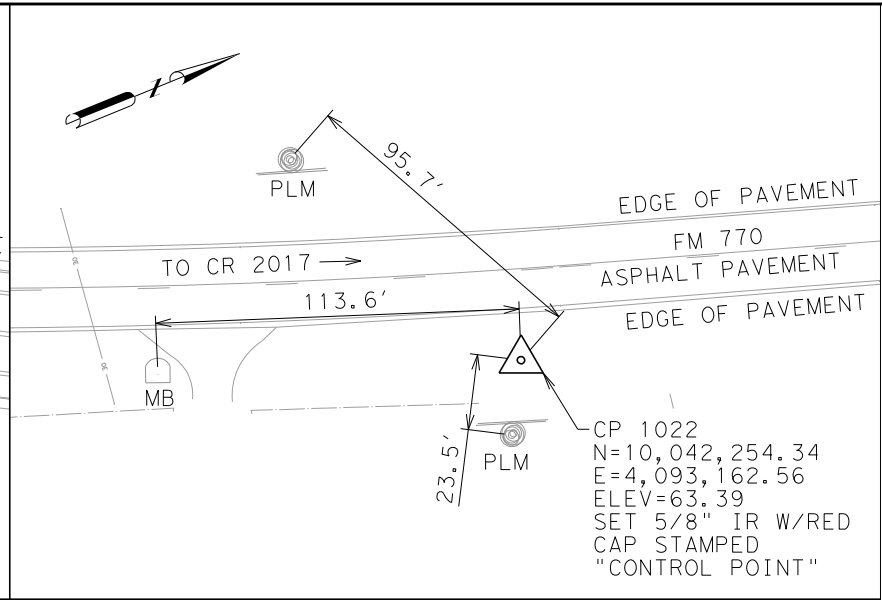 95.7'
PLM
EDGE OF PAVEMENT
FM 770
TO CR 2017
ASPHALT PAVEMENT
113.6'
EDGE OF PAVEMENT
OE
OE
MB
23.5'
PLM
CP 1022
N=10,042,254.34
E=4,093,162.56
ELEV=63.39
SET 5/8" IR W/RED
CAP STAMPED
"CONTROL POINT"